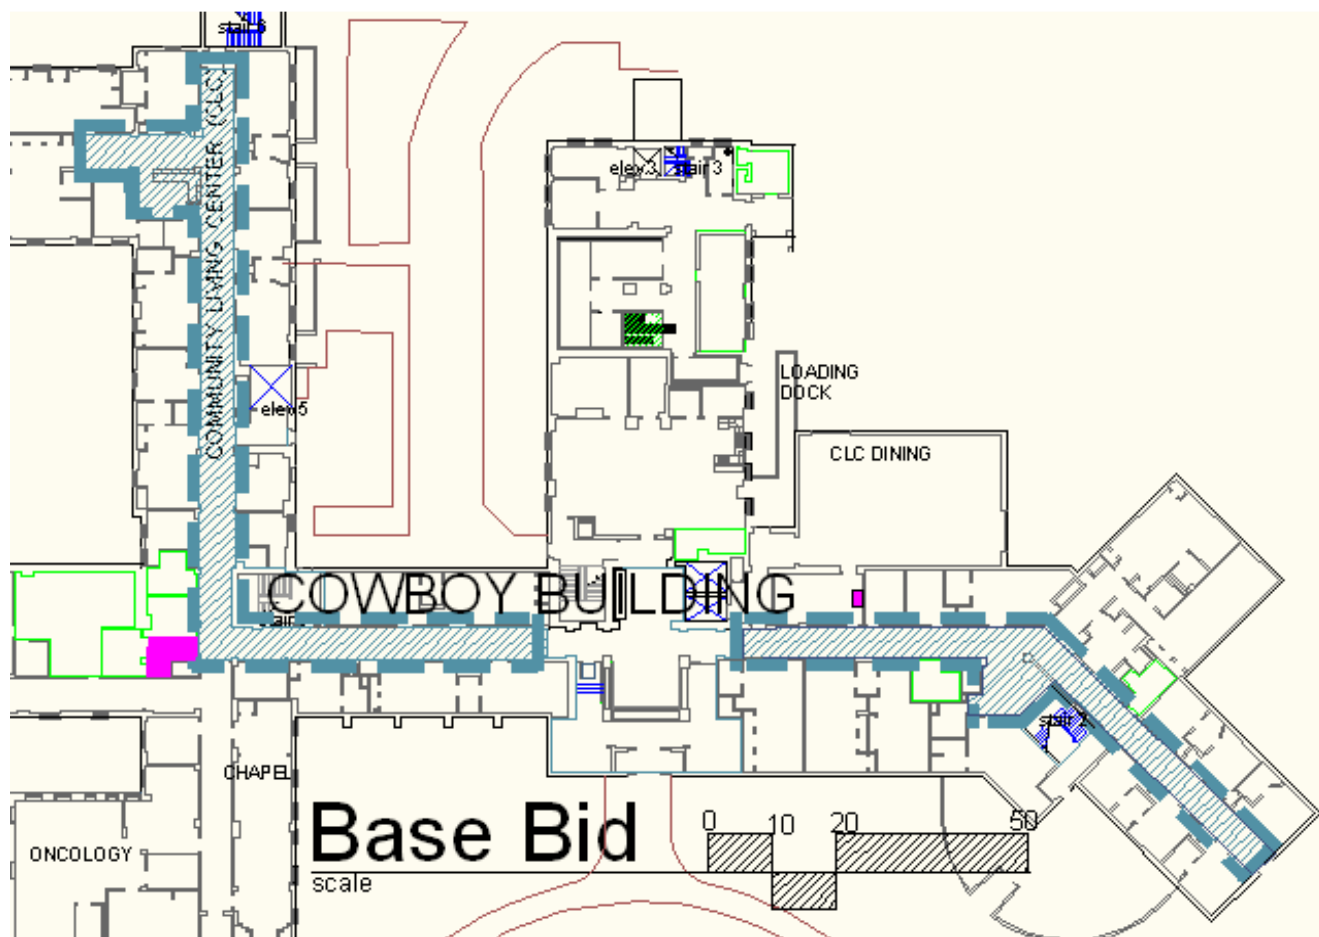 stair 6
COMMUNITY LIVING CENTER (CLC)
elev.3
stair 3
LOADING
DOCK
elev.5
CLC DINING
COWBOY BUILDING
stair 2
CHAPEL
Base Bid
0 10 20 50
ONCOLOGY
scale